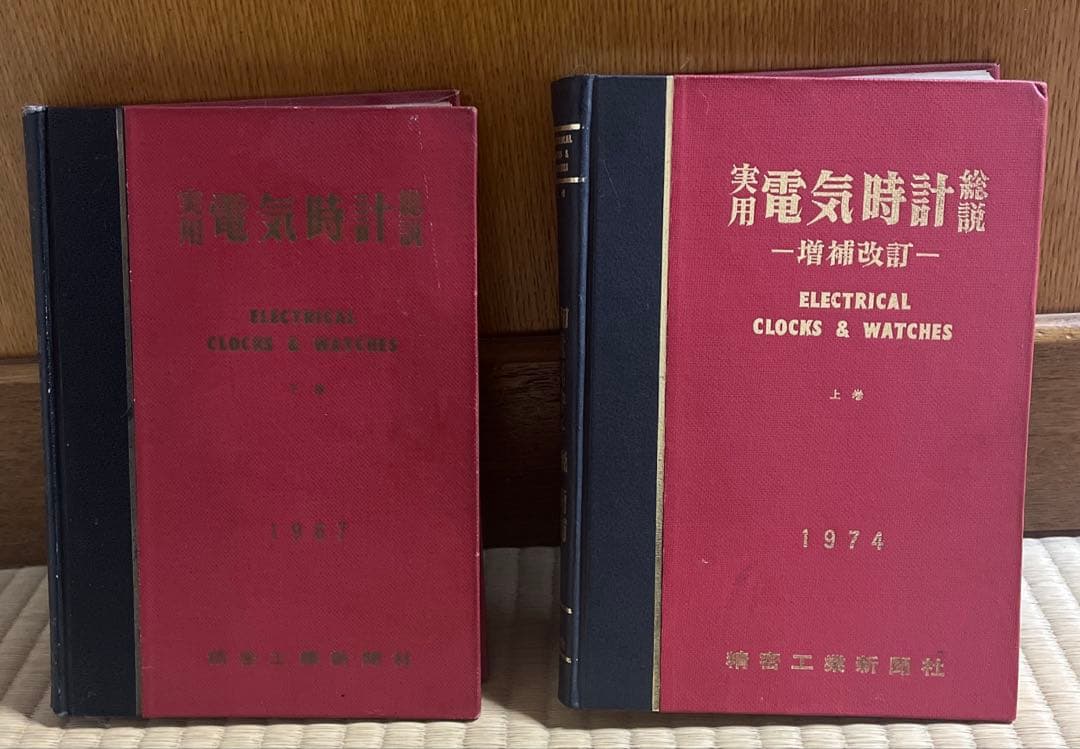 実用 電気時計 総説
ELECTRICAL
CLOCKS & WATCHES
下巻
1967
精密工業新聞社
実用 電気時計 総説
—増補改訂—
ELECTRICAL
CLOCKS & WATCHES
上巻
1974
精密工業新聞社